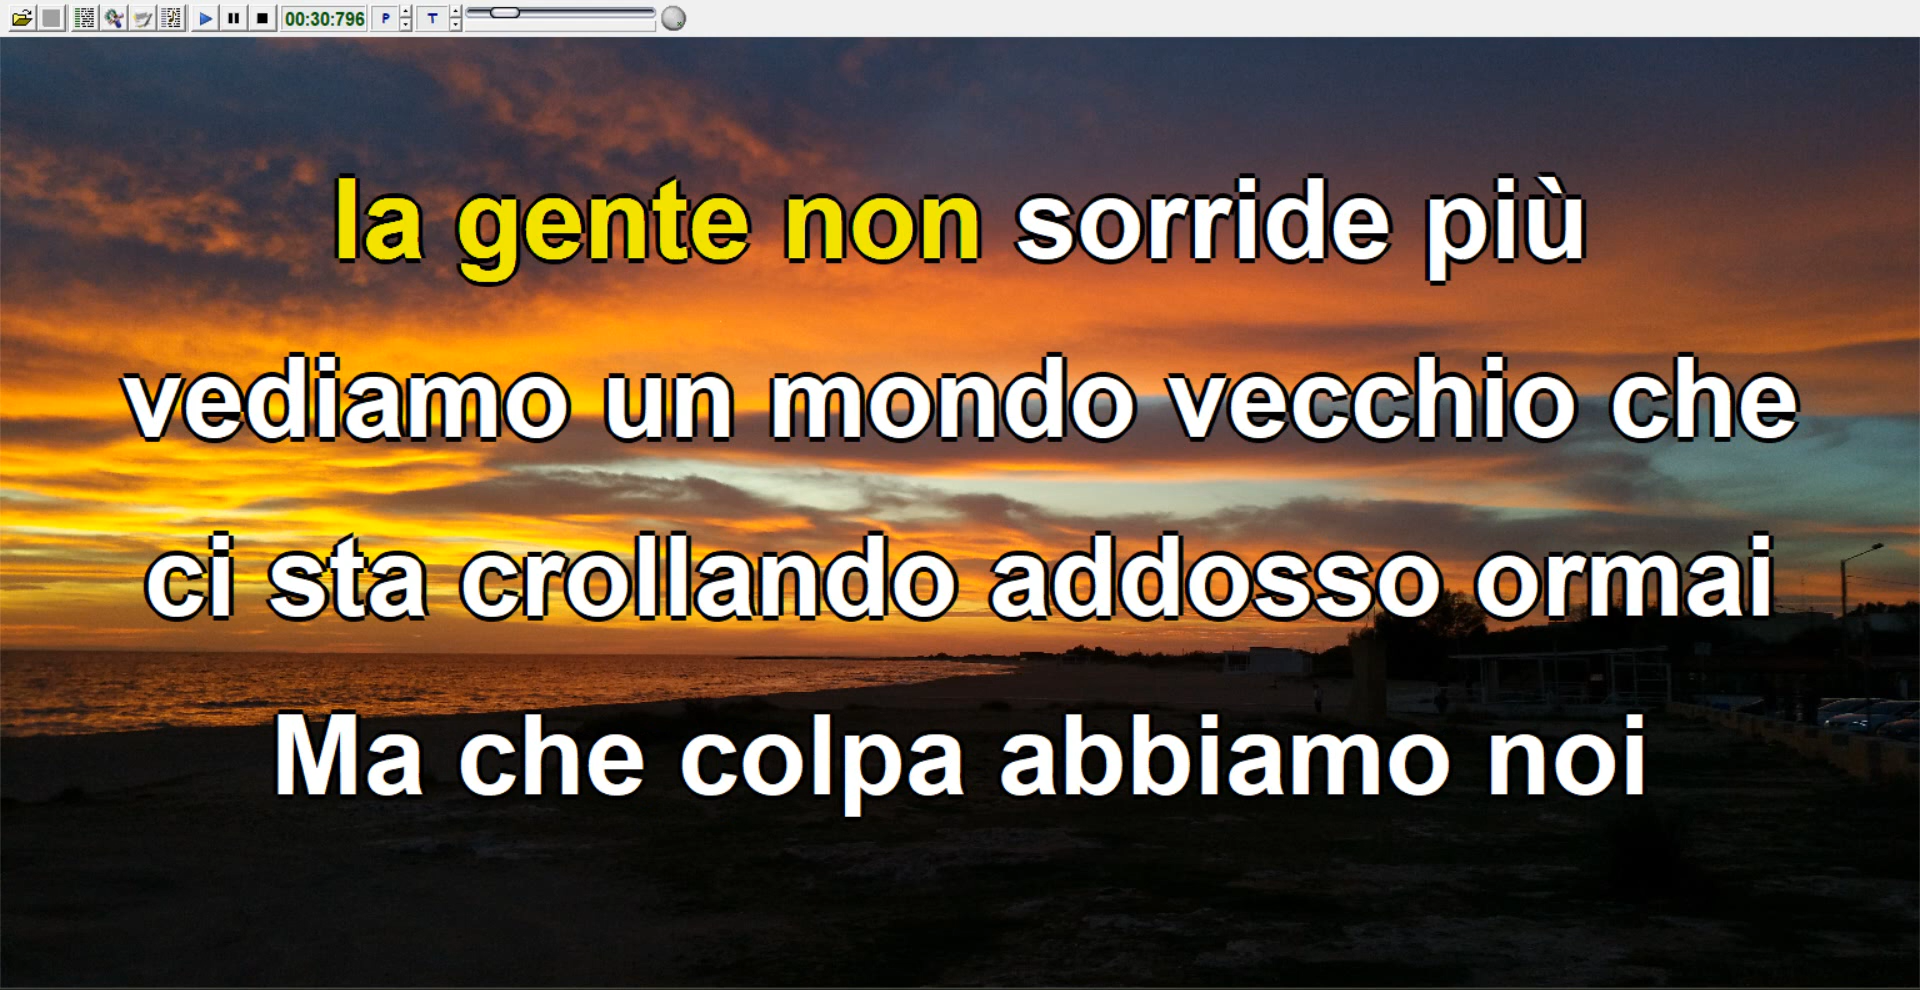 00:30:796 P T
la gente non sorride più
vediamo un mondo vecchio che
ci sta crollando addosso ormai
Ma che colpa abbiamo noi